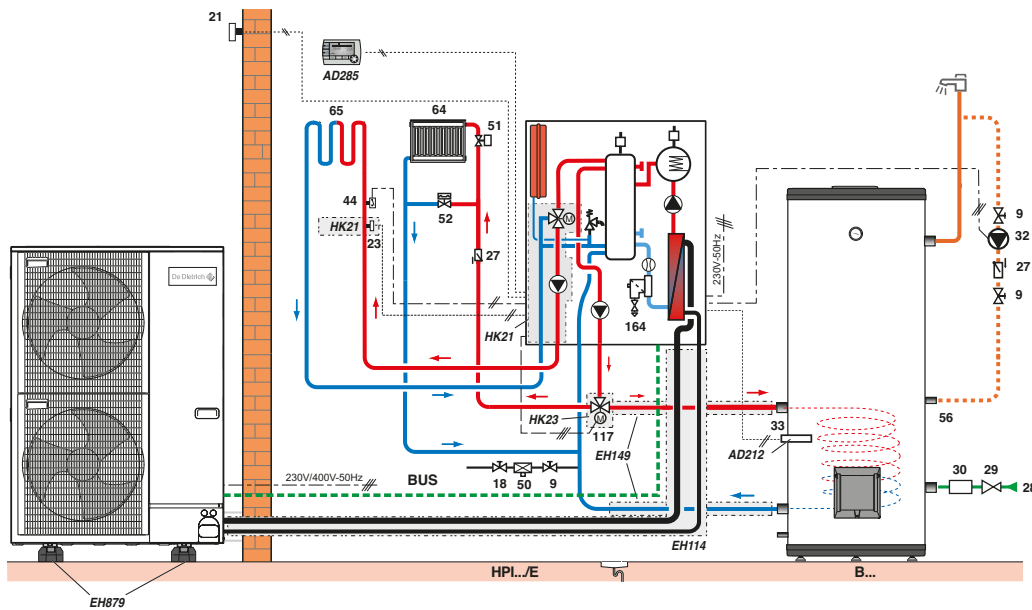 21
AD285
65
64
51
44
52
HK21
23
27
M
164
HK21
230V-50Hz
9
32
27
9
De Dietrich
HK23
M
117
EH149
33
AD212
56
230V/400V-50Hz
BUS
18
50
9
30
29
28
EH114
HPI.../E
B...
EH879